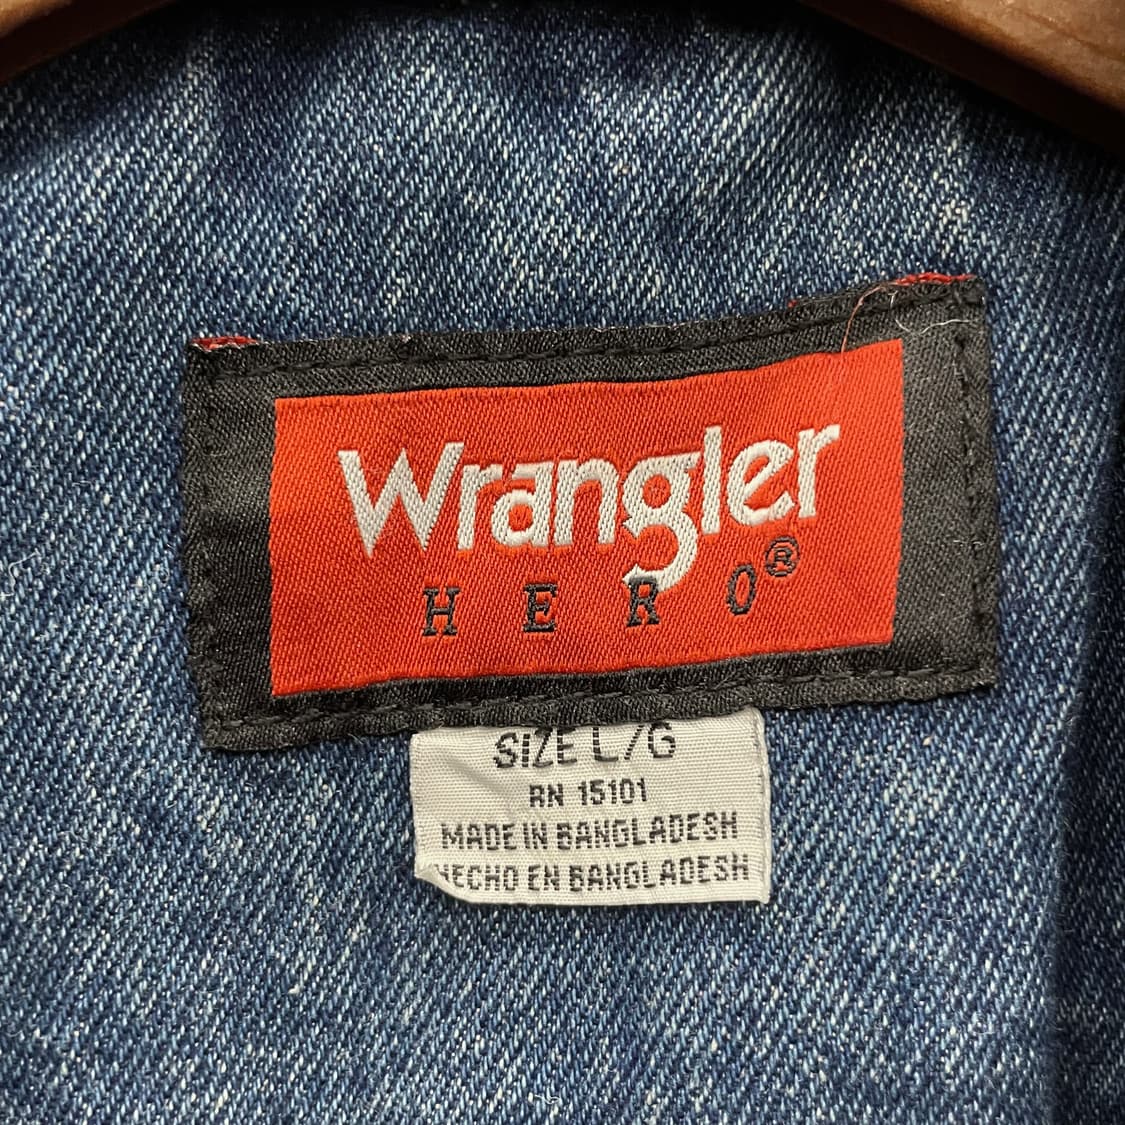 Wrangler
HERO®
SIZE L/G
RN 15101
MADE IN BANGLADESH
HECHO EN BANGLADESH